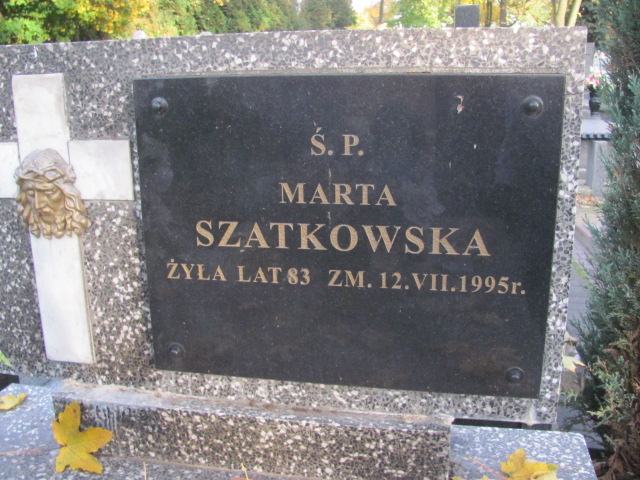 Ś. P.
MARTA
SZATKOWSKA
ŻYŁA LAT 83 ZM. 12.VII.1995r.